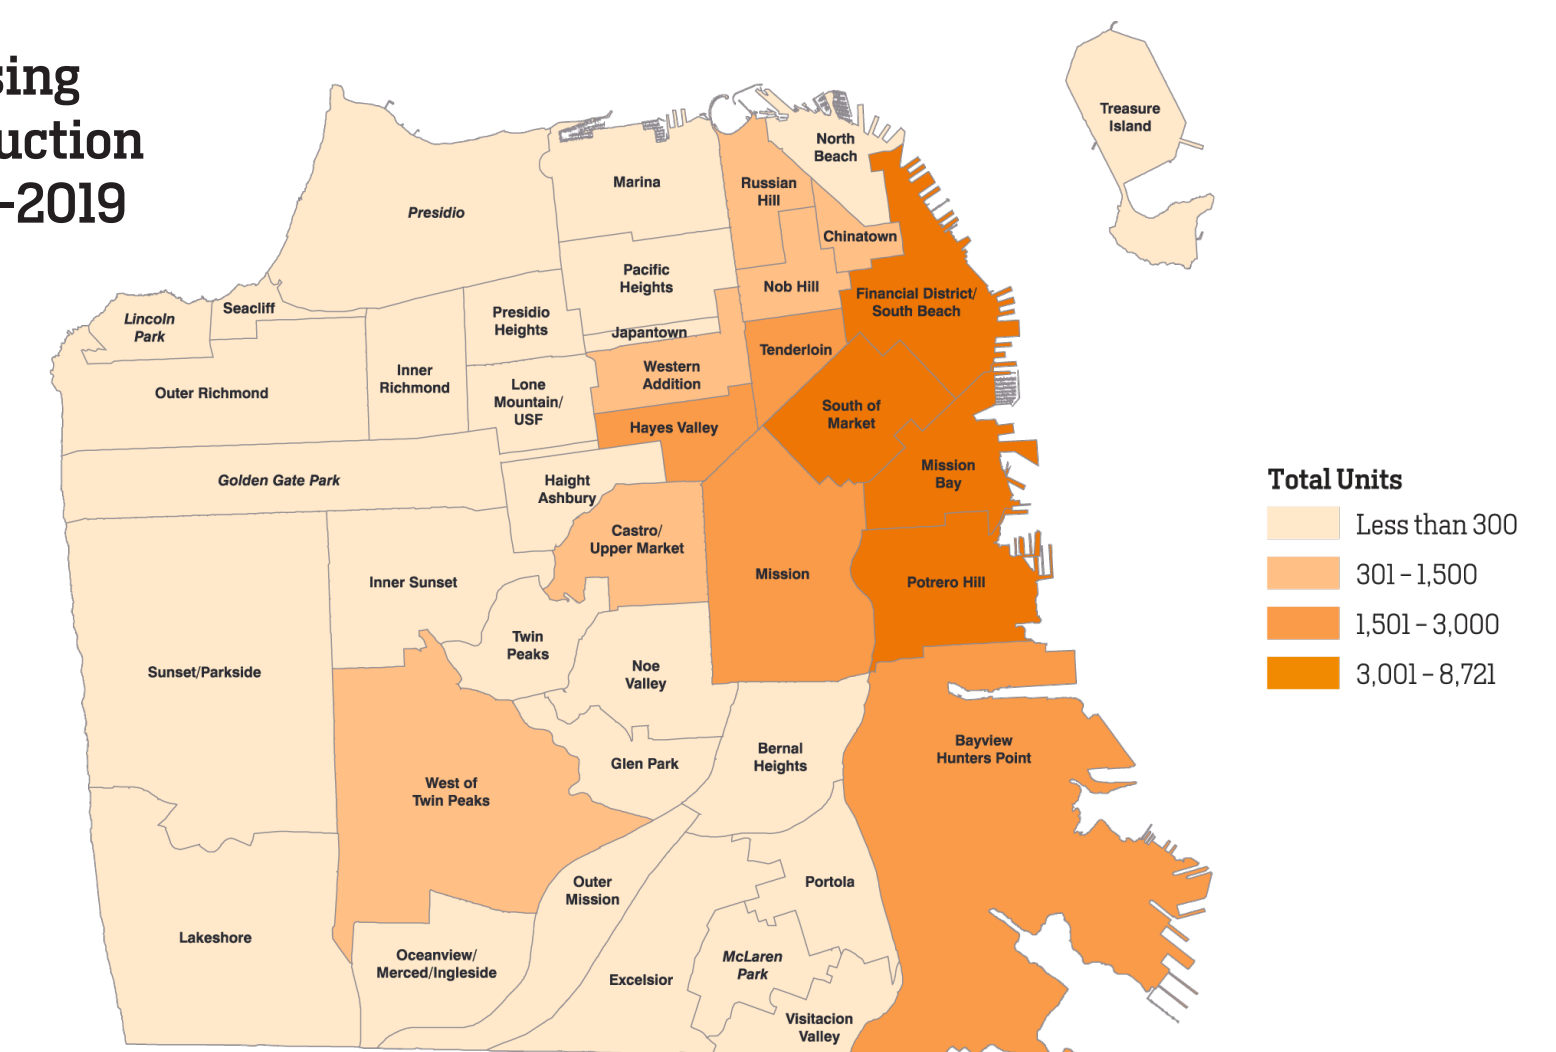 sing
uction
-2019
Treasure
Island
North
Beach
Marina
Russian
Hill
Presidio
Chinatown
Pacific
Heights
Nob Hill
Financial District/
South Beach
Seacliff
Lincoln
Park
Presidio
Heights
Japantown
Tenderloin
Western
Addition
Inner
Richmond
Outer Richmond
Lone
Mountain/
USF
South of
Market
Hayes Valley
Mission
Bay
Golden Gate Park
Haight
Ashbury
Castro/
Upper Market
Mission
Inner Sunset
Potrero Hill
Twin
Peaks
Noe
Valley
Sunset/Parkside
Bayview
Hunters Point
Bernal
Heights
Glen Park
West of
Twin Peaks
Outer
Mission
Portola
Lakeshore
Oceanview/
Merced/Ingleside
McLaren
Park
Excelsior
Visitacion
Valley
Total Units
Less than 300
301 – 1,500
1,501 – 3,000
3,001 – 8,721